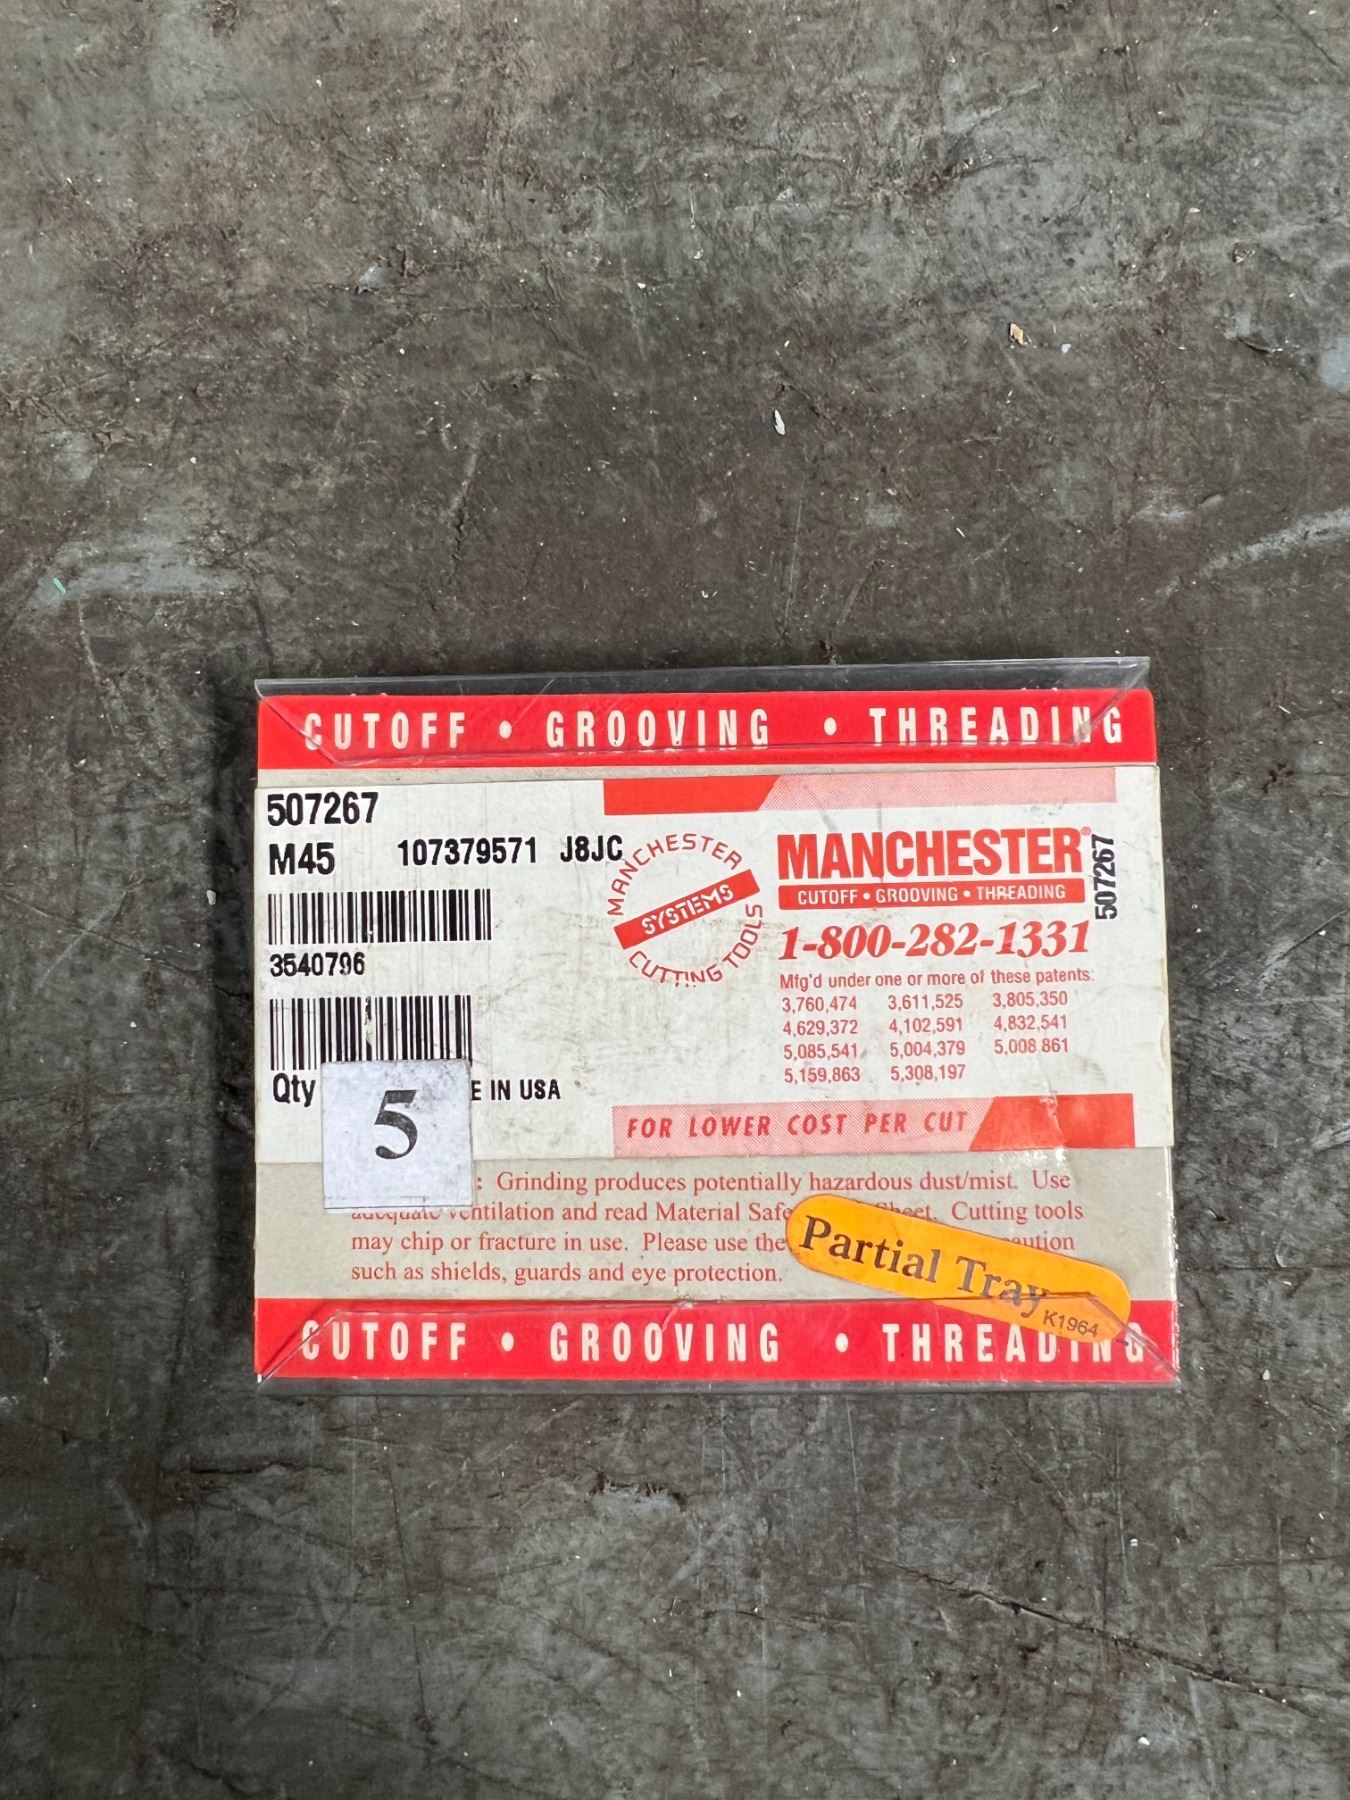 CUTOFF • GROOVING • THREADING
507267
M45 107379571 J8JC
3540796
Qty 5 E IN USA
MANCHESTER
SYSTEMS
CUTTING TOOLS
MANCHESTER®
CUTOFF • GROOVING • THREADING
507267
1-800-282-1331
Mfg'd under one or more of these patents:
3,760,474 3,611,525 3,805,350
4,629,372 4,102,591 4,832,541
5,085,541 5,004,379 5,008,861
5,159,863 5,308,197
FOR LOWER COST PER CUT
: Grinding produces potentially hazardous dust/mist. Use
adequate ventilation and read Material Safe Sheet. Cutting tools
may chip or fracture in use. Please use the caution
such as shields, guards and eye protection.
Partial Tray K1964
CUTOFF • GROOVING • THREADING